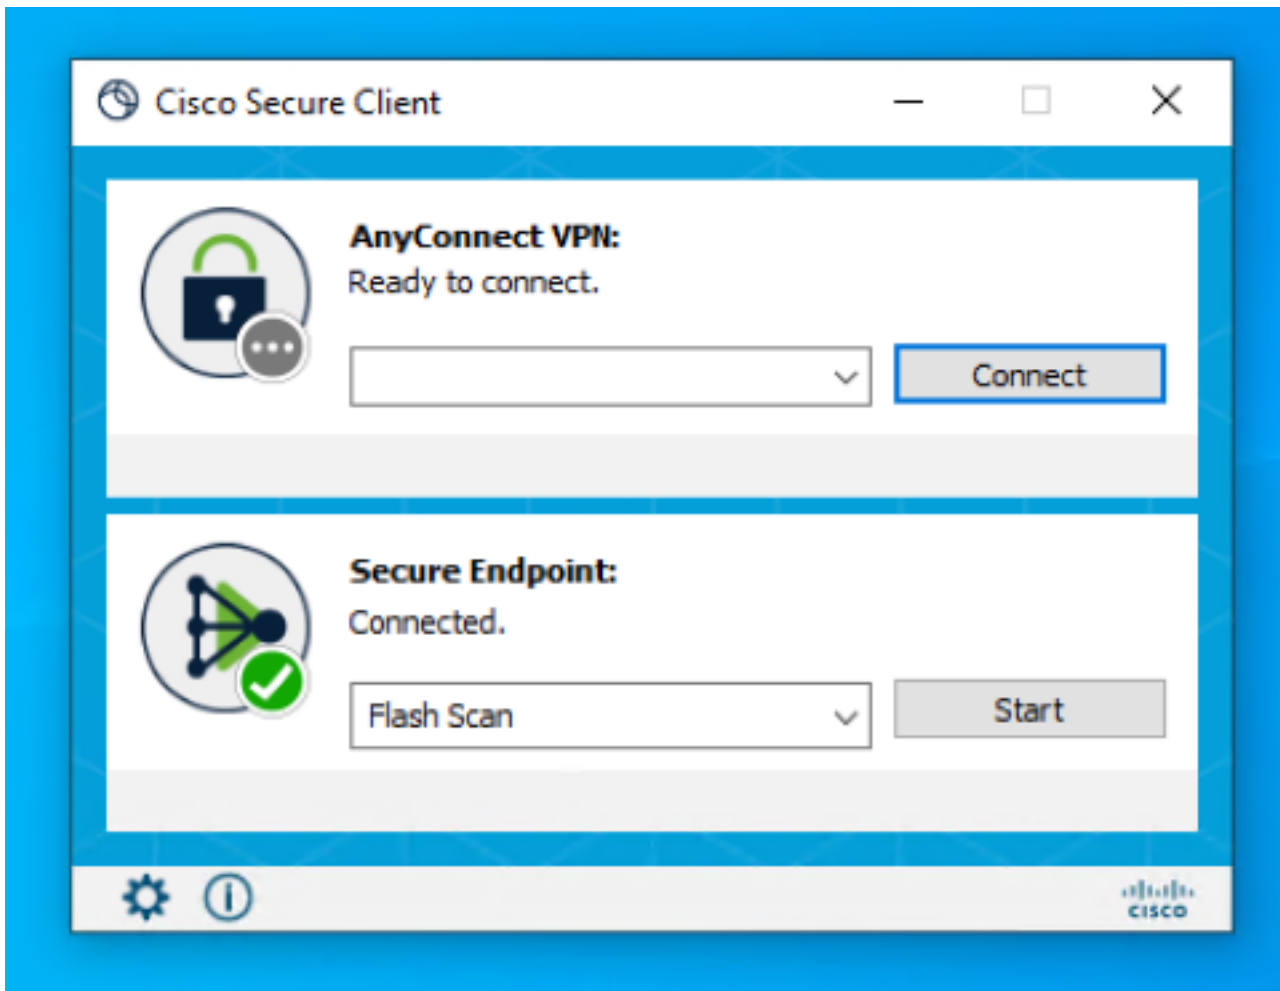 Cisco Secure Client
AnyConnect VPN:
Ready to connect.
Connect
Secure Endpoint:
Connected.
Flash Scan
Start
CISCO